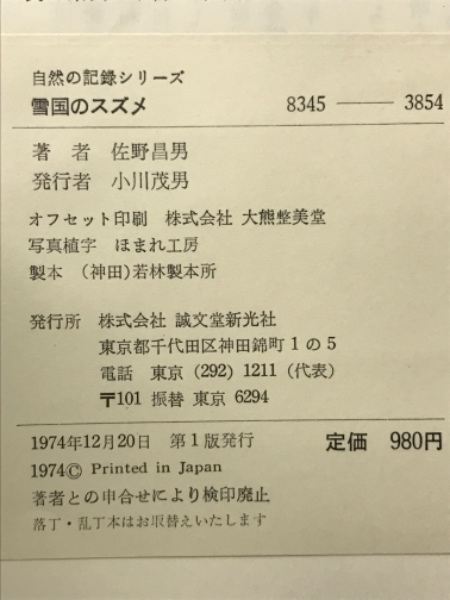 自然の記録シリーズ
雪国のスズメ 8345 ―― 3854
著 者 佐野昌男
発行者 小川茂男
オフセット印刷 株式会社 大熊整美堂
写真植字 ほまれ工房
製本 (神田)若林製本所
発行所 株式会社 誠文堂新光社
東京都千代田区神田錦町1の5
電話 東京 (292) 1211 (代表)
〒101 振替 東京 6294
1974年12月20日 第1版発行 定価 980円
1974© Printed in Japan
著者との申合せにより検印廃止
落丁・乱丁本はお取替えいたします